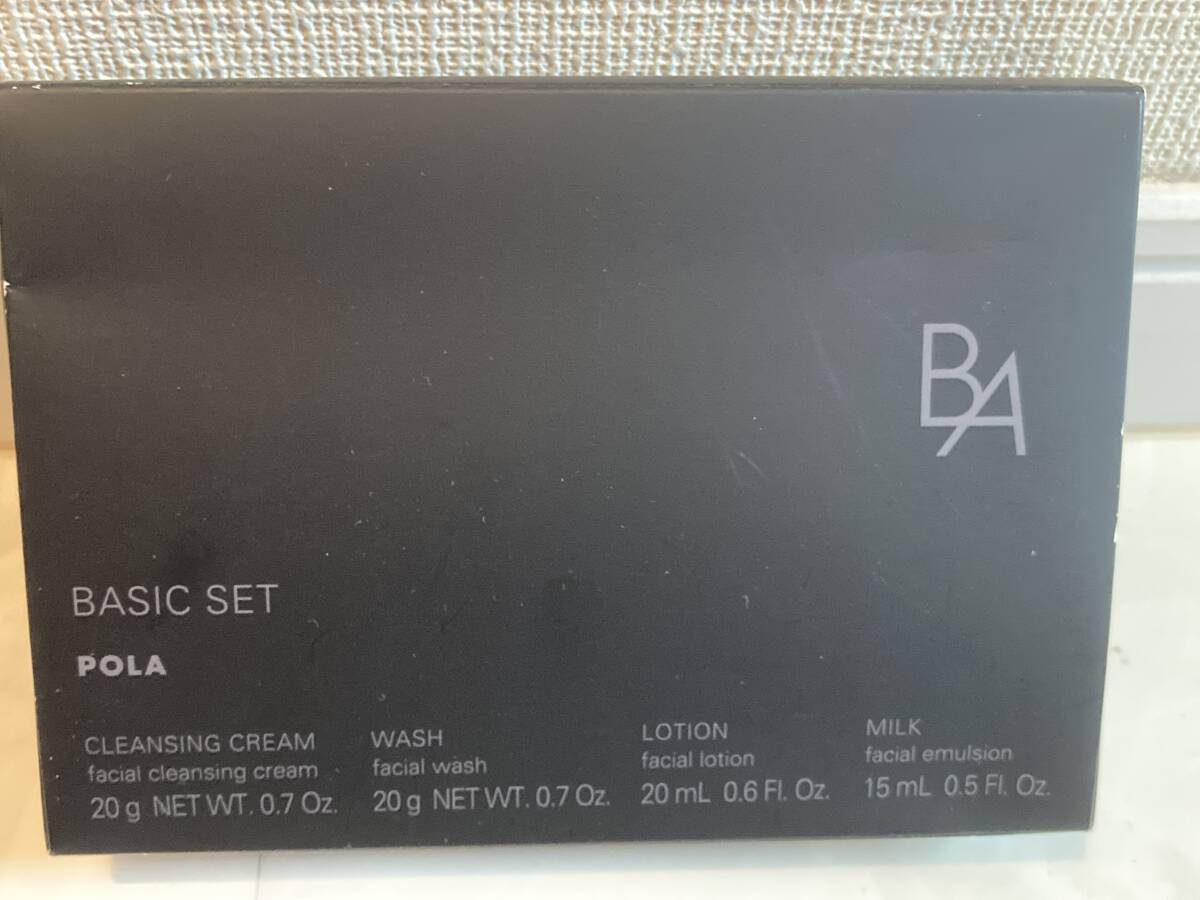 BA
BASIC SET
POLA
CLEANSING CREAM
facial cleansing cream
20 g NET WT. 0.7 Oz.
WASH
facial wash
20 g NET WT. 0.7 Oz.
LOTION
facial lotion
20 mL 0.6 Fl. Oz.
MILK
facial emulsion
15 mL 0.5 Fl. Oz.